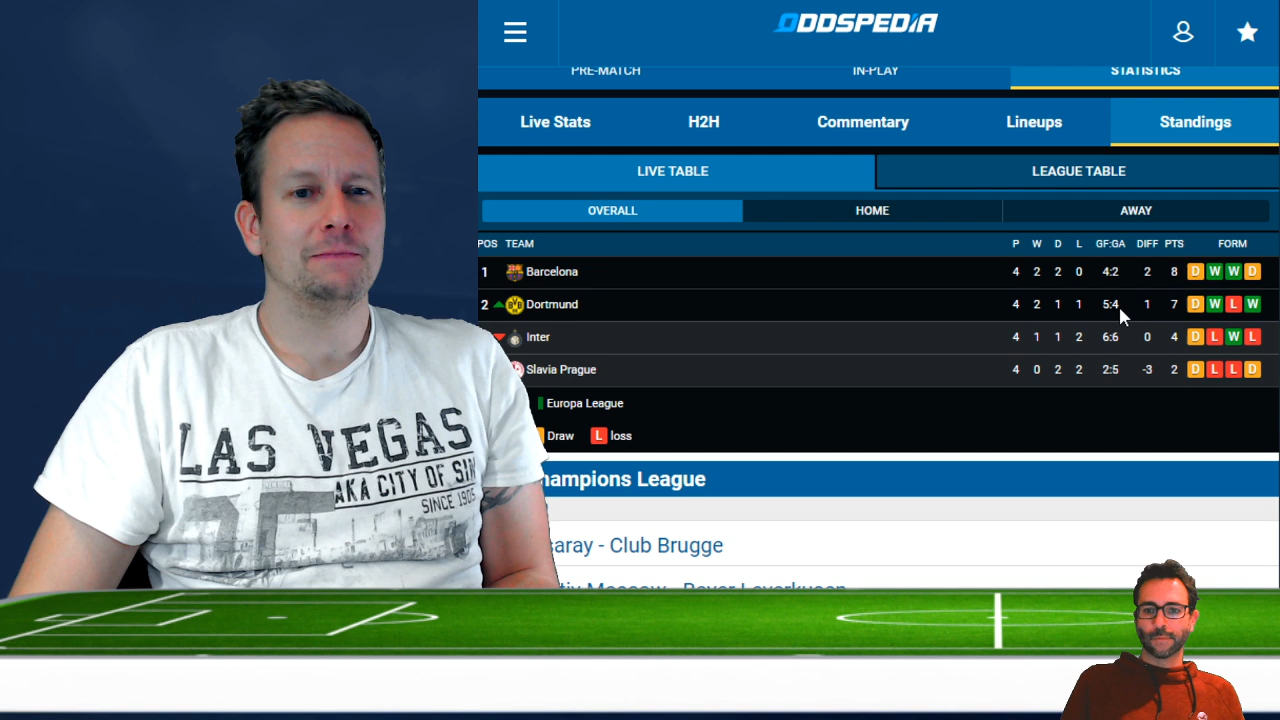 ODDSPEDIA
PRE-MATCH IN-PLAY STATISTICS
Live Stats H2H Commentary Lineups Standings
LIVE TABLE LEAGUE TABLE
OVERALL HOME AWAY
POS TEAM P W D L GF:GA DIFF PTS FORM
1 Barcelona 4 2 2 0 4:2 2 8 D W W D
2 Dortmund 4 2 1 1 5:4 1 7 D W L W
Inter 4 1 1 2 6:6 0 4 D L W L
Slavia Prague 4 0 2 2 2:5 -3 2 D L L D
Europa League
Draw L loss
hampions League
saray - Club Brugge
LAS VEGAS
AKA CITY OF SIN
SINCE 1905